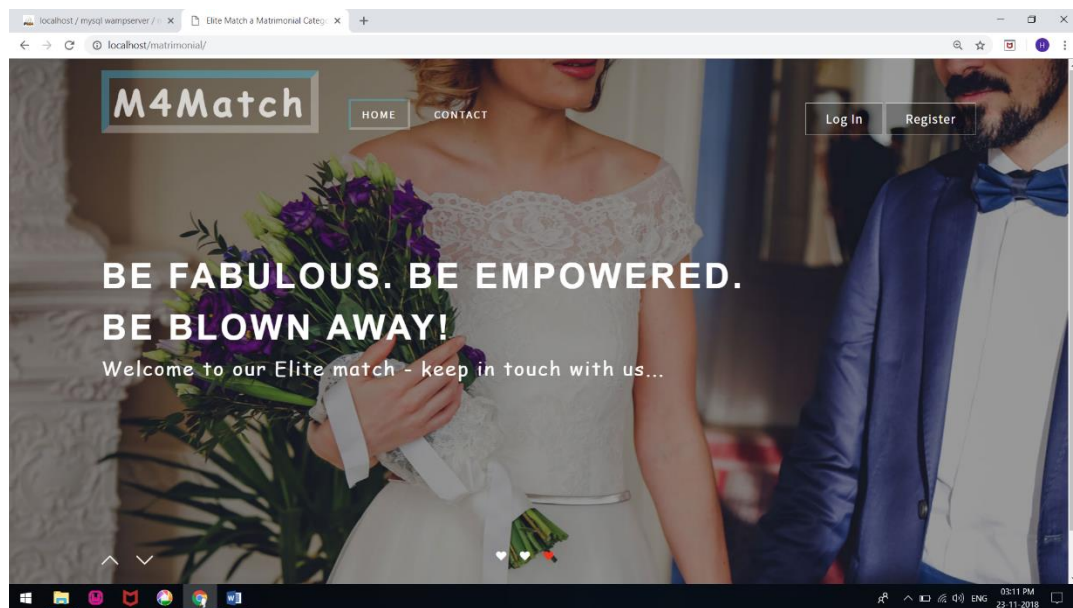 localhost / mysql wampserver /
Elite Match a Matrimonial Catego
localhost/matrimonial/
H
M4Match
HOME
CONTACT
Log In
Register
BE FABULOUS. BE EMPOWERED.
BE BLOWN AWAY!
Welcome to our Elite match - keep in touch with us...
ENG
03:11 PM
23-11-2018